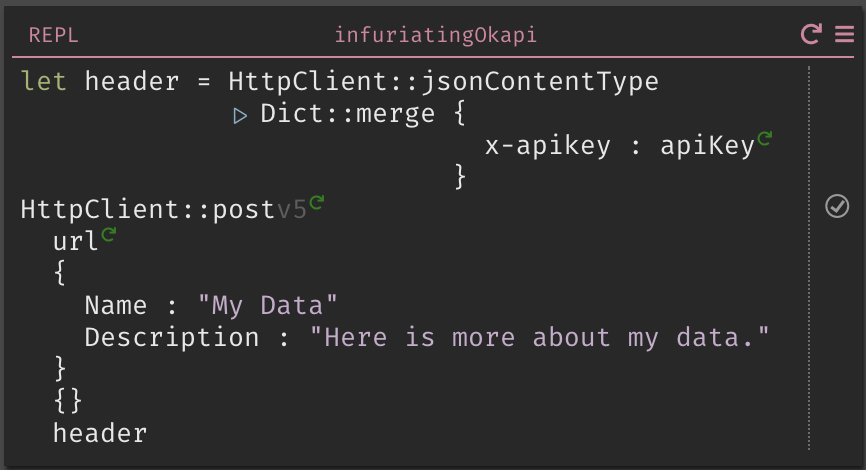 REPL infuriatingOkapi
let header = HttpClient::jsonContentType
▷ Dict::merge {
x-apikey : apiKey
}
HttpClient::postv5
url
{
Name : "My Data"
Description : "Here is more about my data."
}
{}
header